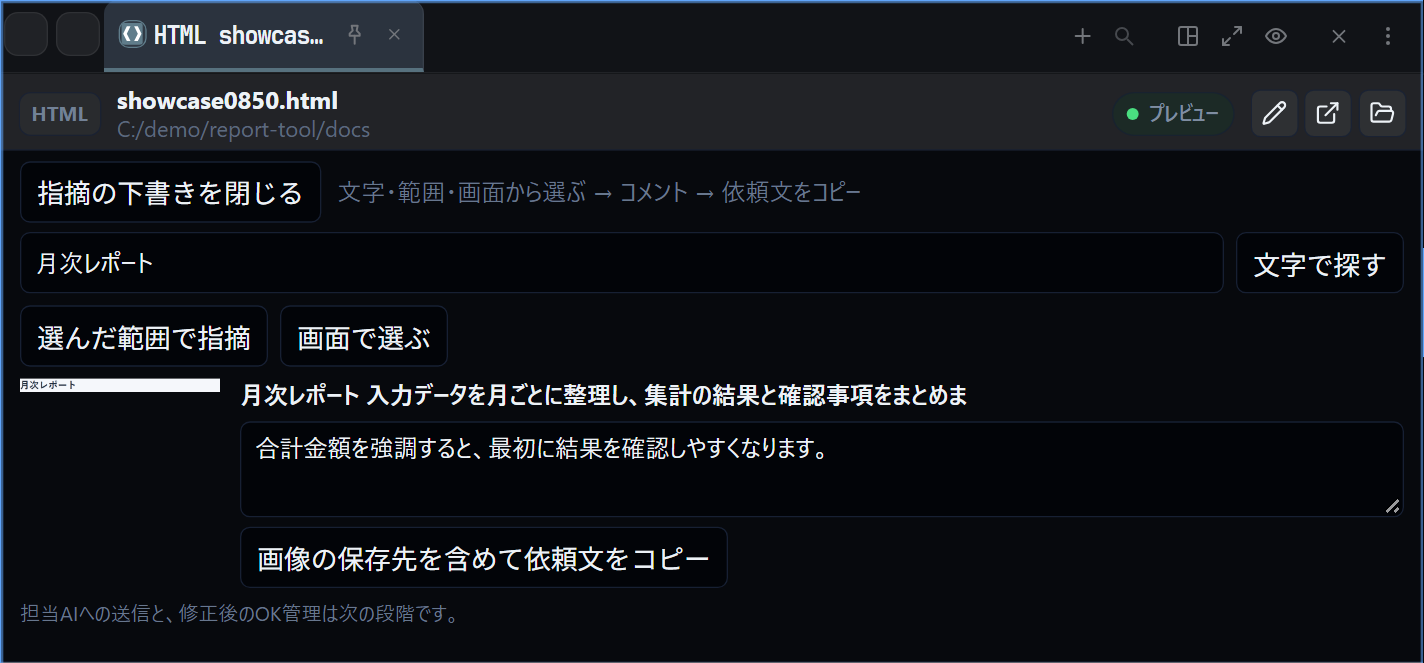 HTML showcas…
HTML
showcase0850.html
C:/demo/report-tool/docs
プレビュー
指摘の下書きを閉じる
文字・範囲・画面から選ぶ → コメント → 依頼文をコピー
月次レポート
文字で探す
選んだ範囲で指摘
画面で選ぶ
月次レポート
月次レポート 入力データを月ごとに整理し、集計の結果と確認事項をまとめま
合計金額を強調すると、最初に結果を確認しやすくなります。
画像の保存先を含めて依頼文をコピー
担当AIへの送信と、修正後のOK管理は次の段階です。